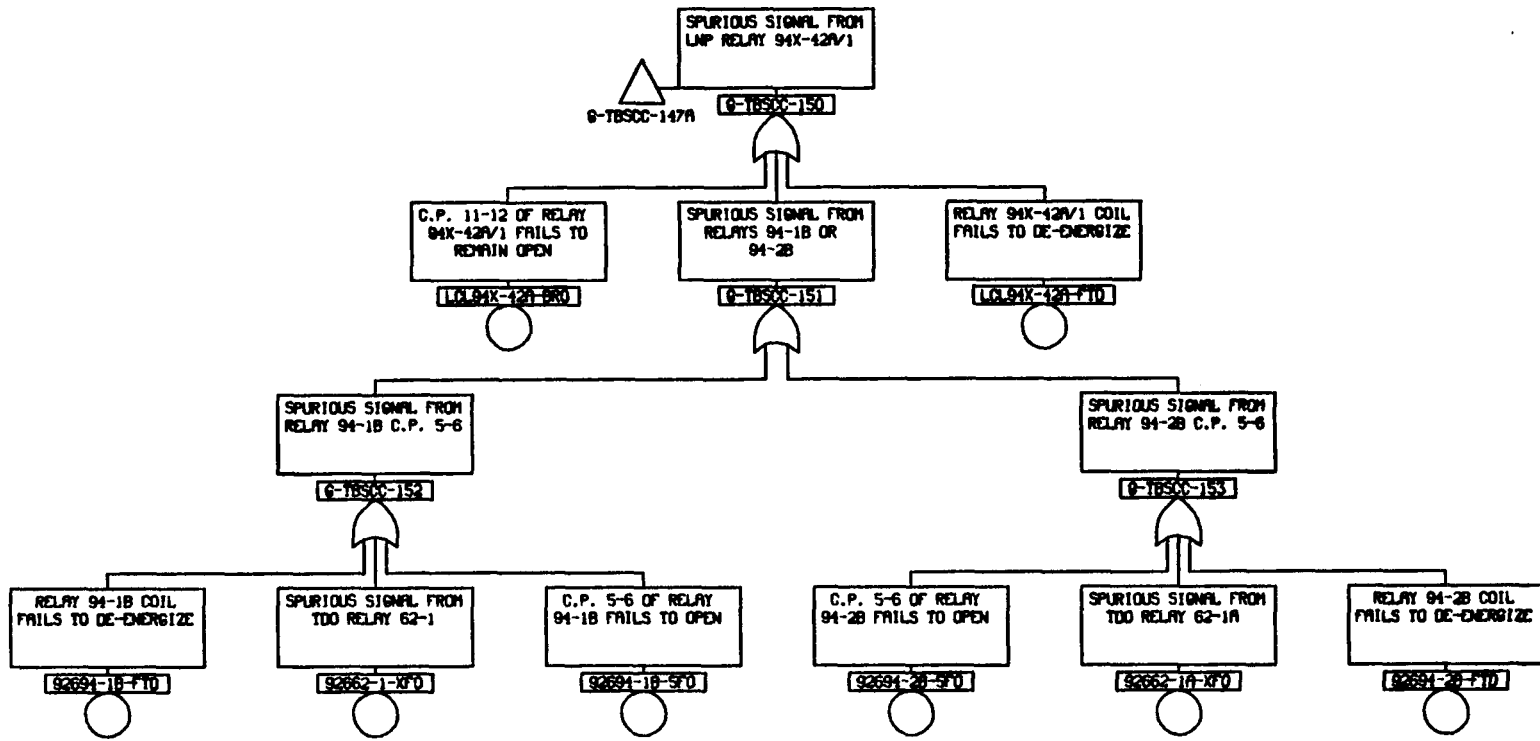 SPURIOUS SIGNAL FROM
LNP RELAY 94X-42A/1
G-TBSCC-150
G-TBSCC-147A
C.P. 11-12 OF RELAY
94X-42A/1 FAILS TO
REMAIN OPEN
LCL94X-42A-BRO
SPURIOUS SIGNAL FROM
RELAYS 94-1B OR
94-2B
G-TBSCC-151
RELAY 94X-42A/1 COIL
FAILS TO DE-ENERGIZE
LCL94X-42A-FTD
SPURIOUS SIGNAL FROM
RELAY 94-1B C.P. 5-6
G-TBSCC-152
SPURIOUS SIGNAL FROM
RELAY 94-2B C.P. 5-6
G-TBSCC-153
RELAY 94-1B COIL
FAILS TO DE-ENERGIZE
92694-1B-FTD
SPURIOUS SIGNAL FROM
TDO RELAY 62-1
92662-1-XFO
C.P. 5-6 OF RELAY
94-1B FAILS TO OPEN
92694-1B-SFO
C.P. 5-6 OF RELAY
94-2B FAILS TO OPEN
92694-2B-SFO
SPURIOUS SIGNAL FROM
TDO RELAY 62-1A
92662-1A-XFO
RELAY 94-2B COIL
FAILS TO DE-ENERGIZE
92694-2B-FTD